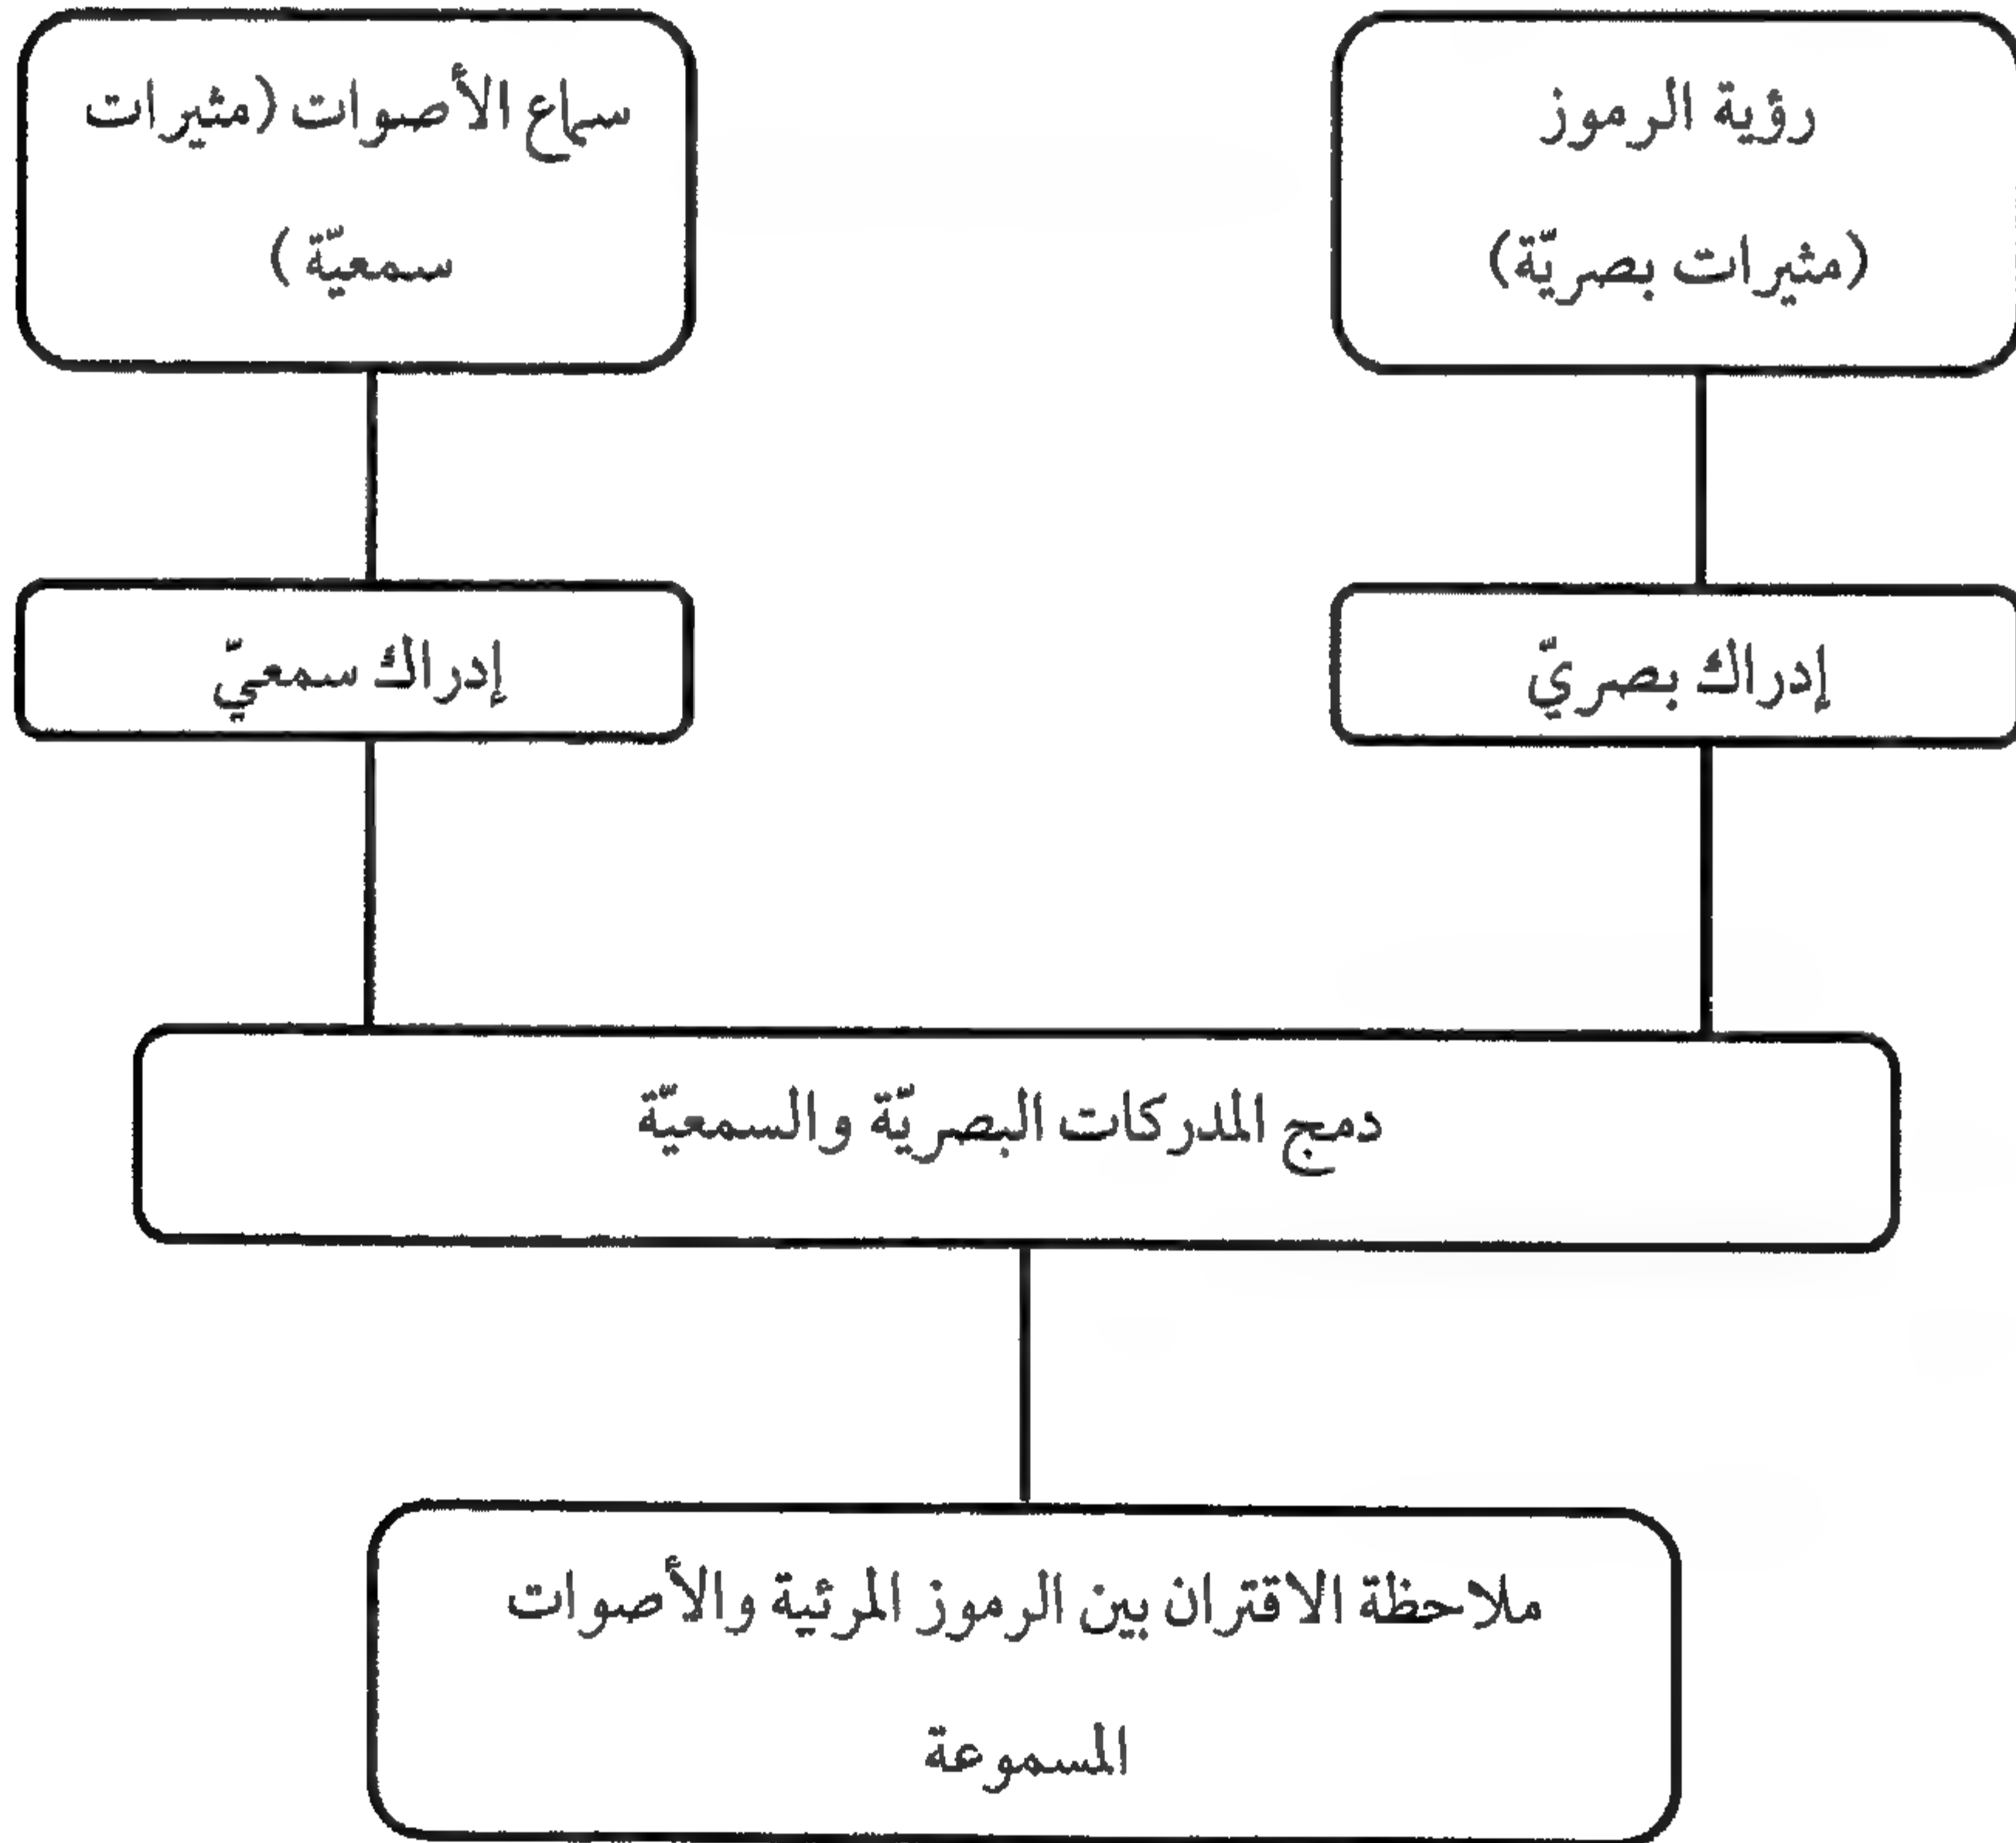 رؤية الرموز
(مثيرات بصريّة)
سماع الأصوات (مثيرات
سمعيّة)
إدراك بصريّ
إدراك سمعيّ
دمج المدركات البصريّة والسمعيّة
ملاحظة الاقتران بين الرموز المرئية والأصوات
المسموعة